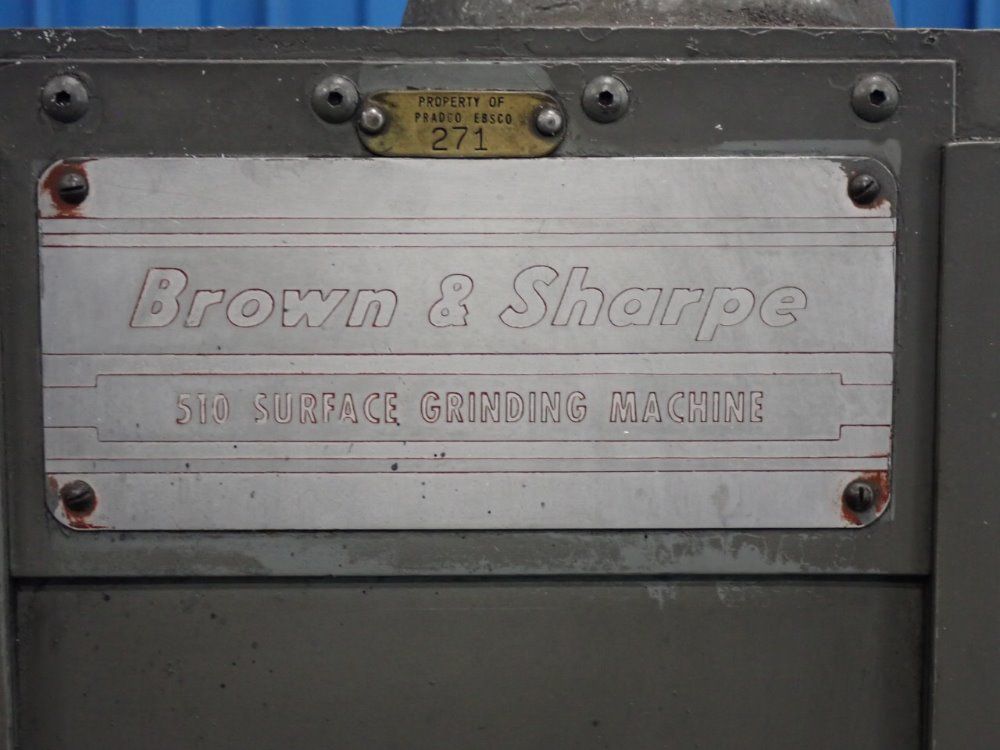 PROPERTY OF
PRADCO EBSCO
271
Brown & Sharpe
510 SURFACE GRINDING MACHINE